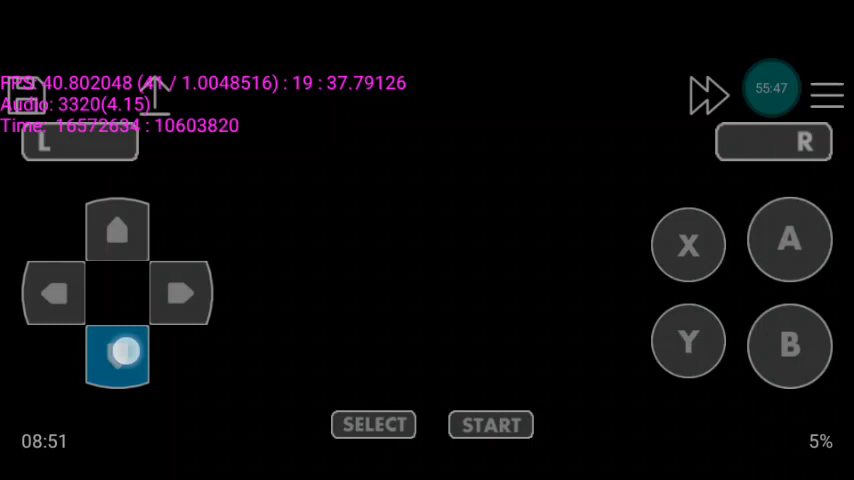 FPS: 40.802048 (41 / 1.0048516) : 19 : 37.79126
Audio: 3320(4.15)
Time: 16572634 : 10603820
55:47
L
R
X
A
Y
B
SELECT
START
08:51
5%